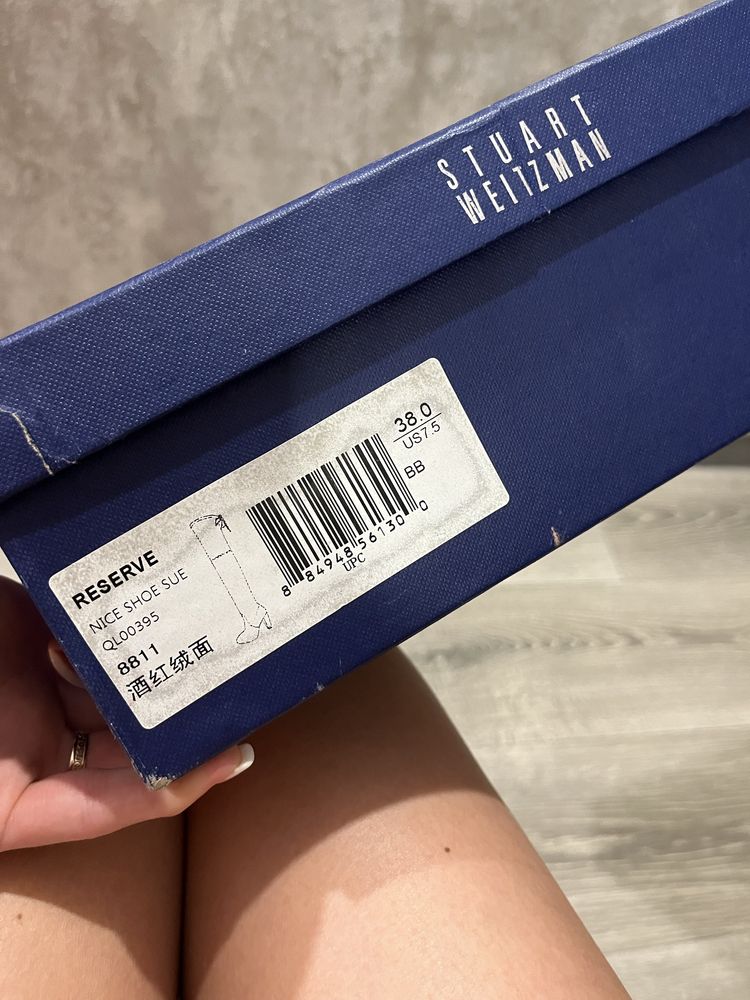 STUART
WEITZMAN
38.0
US7.5
BB
8 84948 56130 0
UPC
RESERVE
NICE SHOE SUE
QL00395
8811
酒红绒面